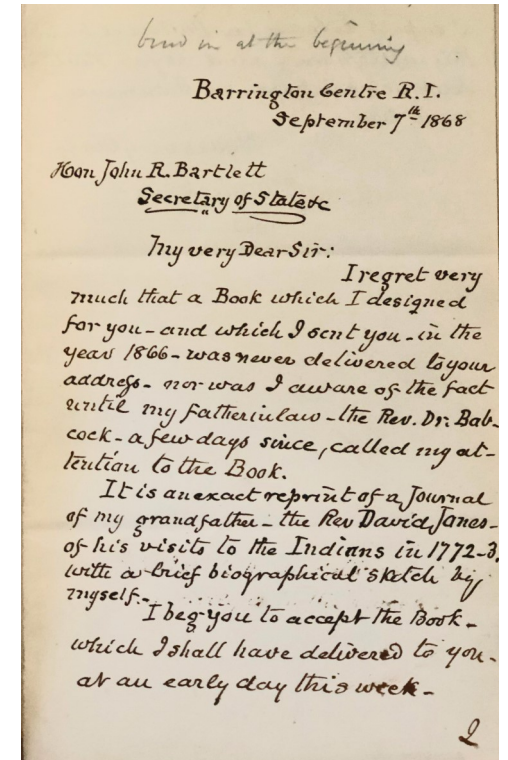 bind in at the beginning
Barrington Centre R.I.
September 7th 1868
Hon John R. Bartlett
Secretary of State &c
My very Dear Sir:
I regret very
much that a Book which I designed
for you - and which I sent you - in the
year 1866 - was never delivered to your
address - nor was I aware of the fact
until my fatherinlaw - the Rev. Dr. Bab-
cock - a few days since, called my at-
tention to the Book.
It is an exact reprint of a Journal
of my grandfather - the Rev David Jones -
of his visits to the Indians in 1772-3,
with a brief biographical sketch by
myself. -
I beg you to accept the Book -
which I shall have delivered to you -
at an early day this week -
2